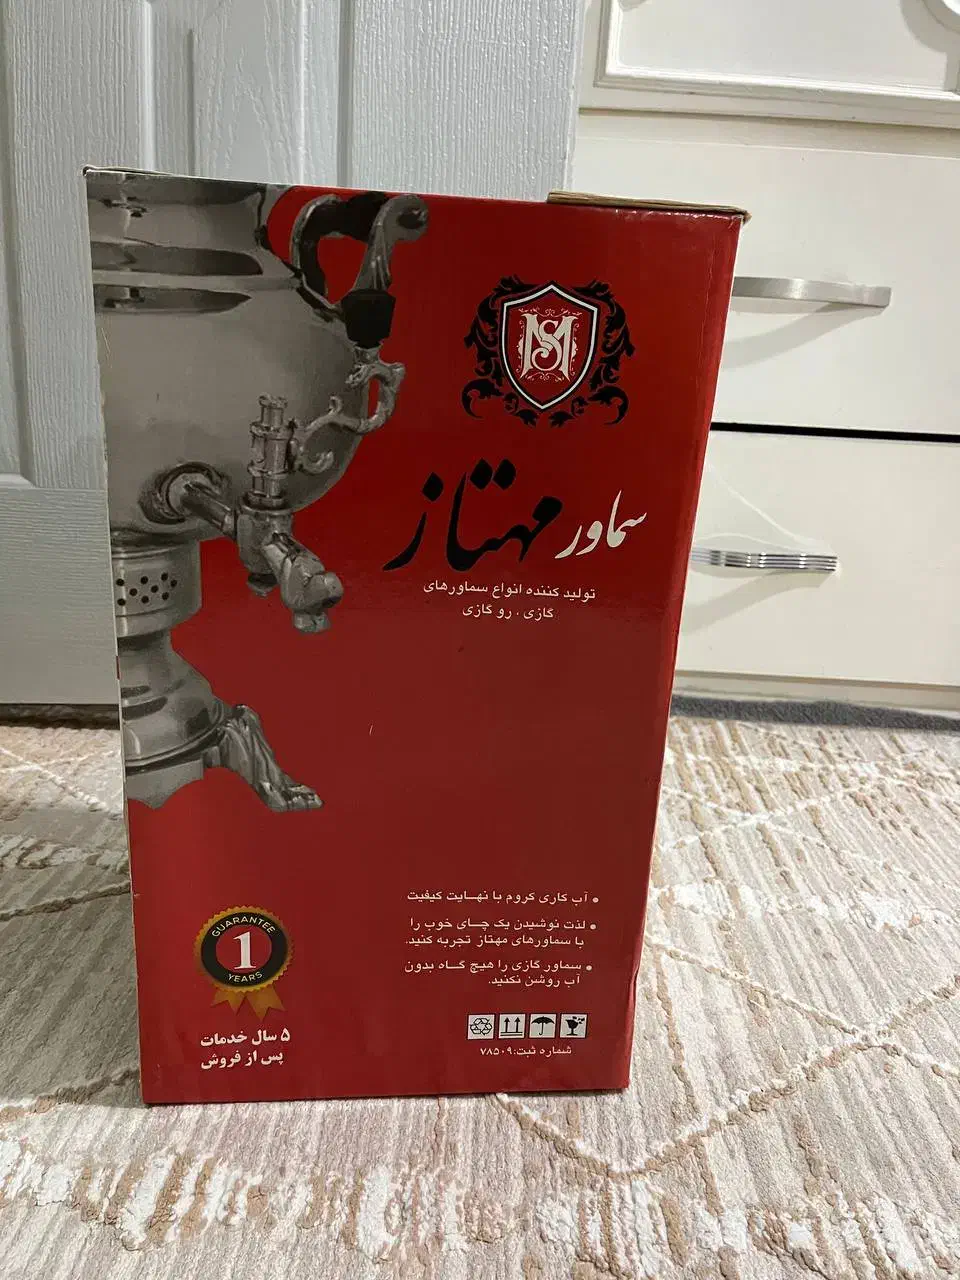 SM
سماور مهتاز
تولید کننده انواع سماورهای
گازی ، رو گازی
• آب کاری کروم با نهایت کیفیت
• لذت نوشیدن یک چای خوب را
با سماورهای مهتاز تجربه کنید.
• سماور گازی را هیچ گاه بدون
آب روشن نکنید.
GUARANTEE
1
YEARS
۵ سال خدمات
پس از فروش
شماره ثبت: ۷۸۵۰۹